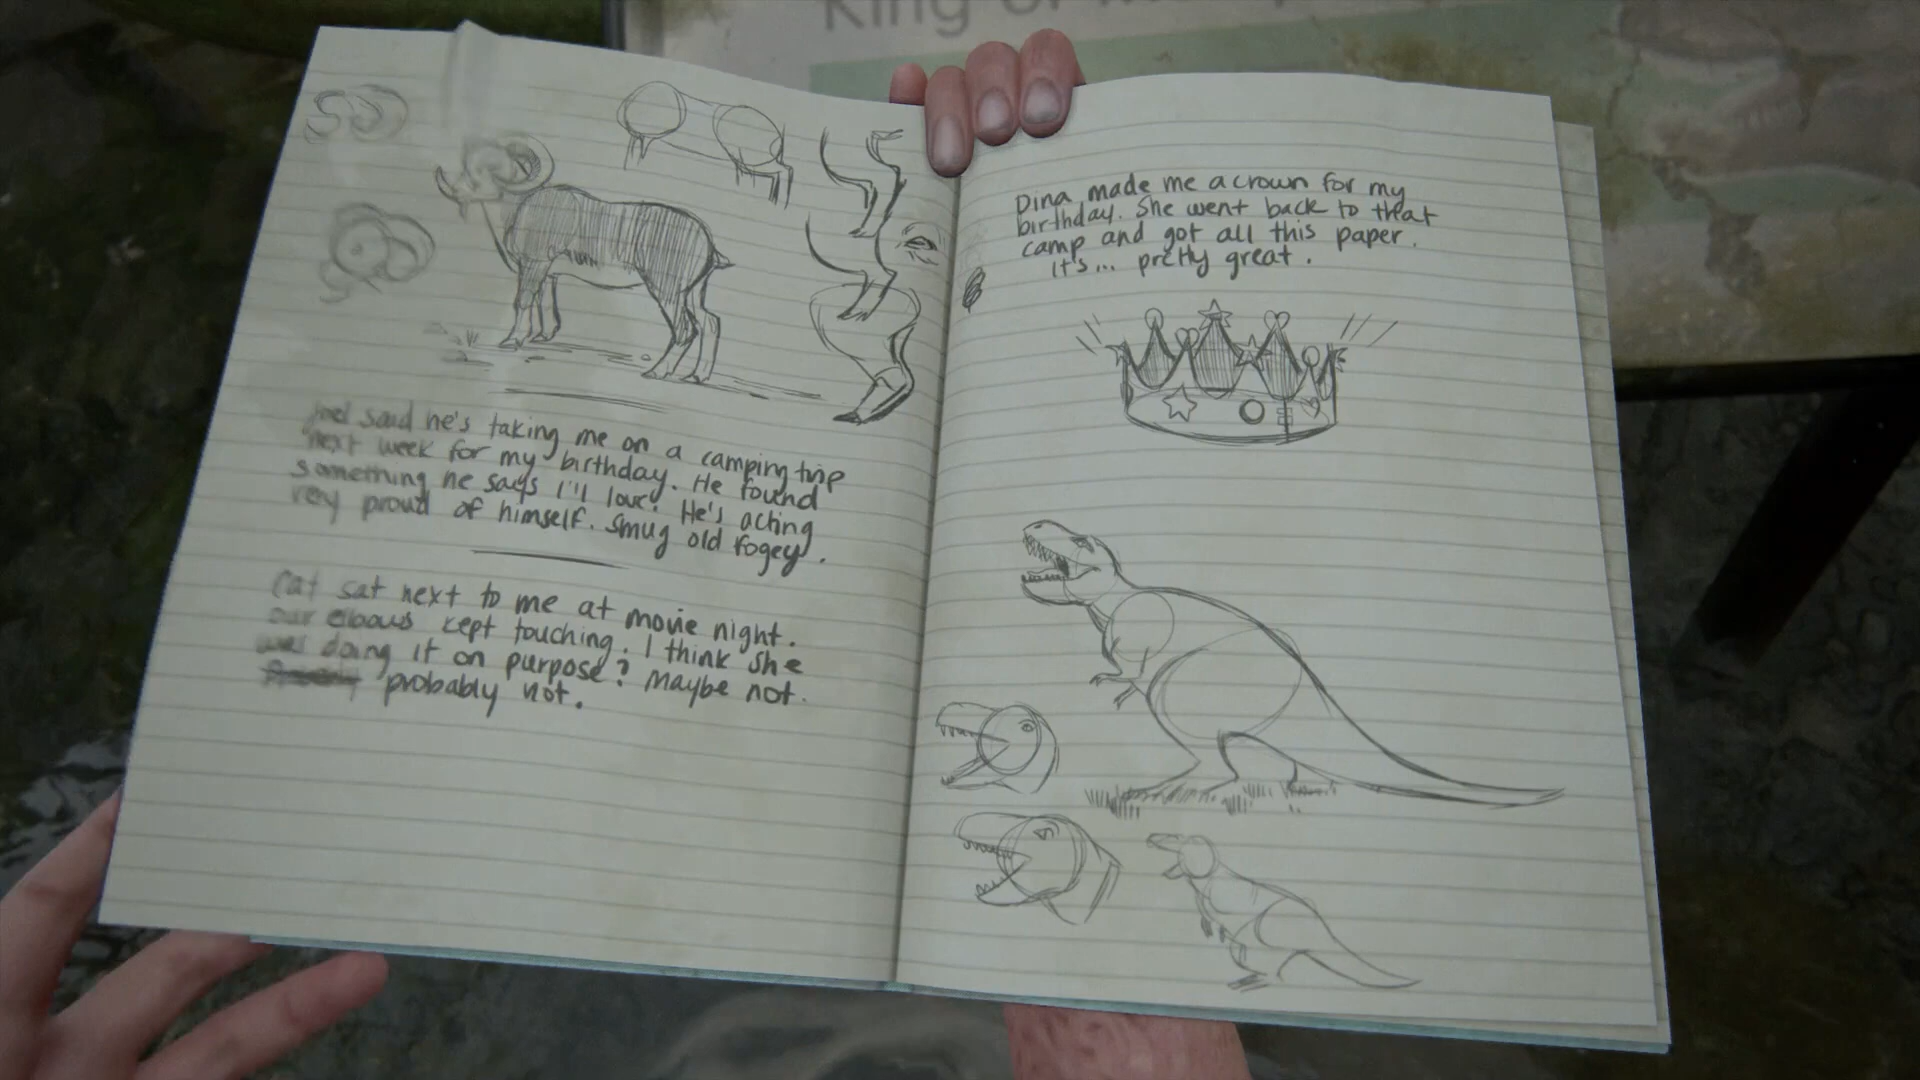 King of
Joel said he's taking me on a camping trip
next week for my birthday. He found
something he says I'll love. He's acting
very proud of himself. Smug old fogey.
Cat sat next to me at movie night.
our elbows kept touching. I think she
was doing it on purpose? Maybe not.
probably not.
Dina made me a crown for my
birthday. She went back to that
camp and got all this paper.
It's... pretty great.